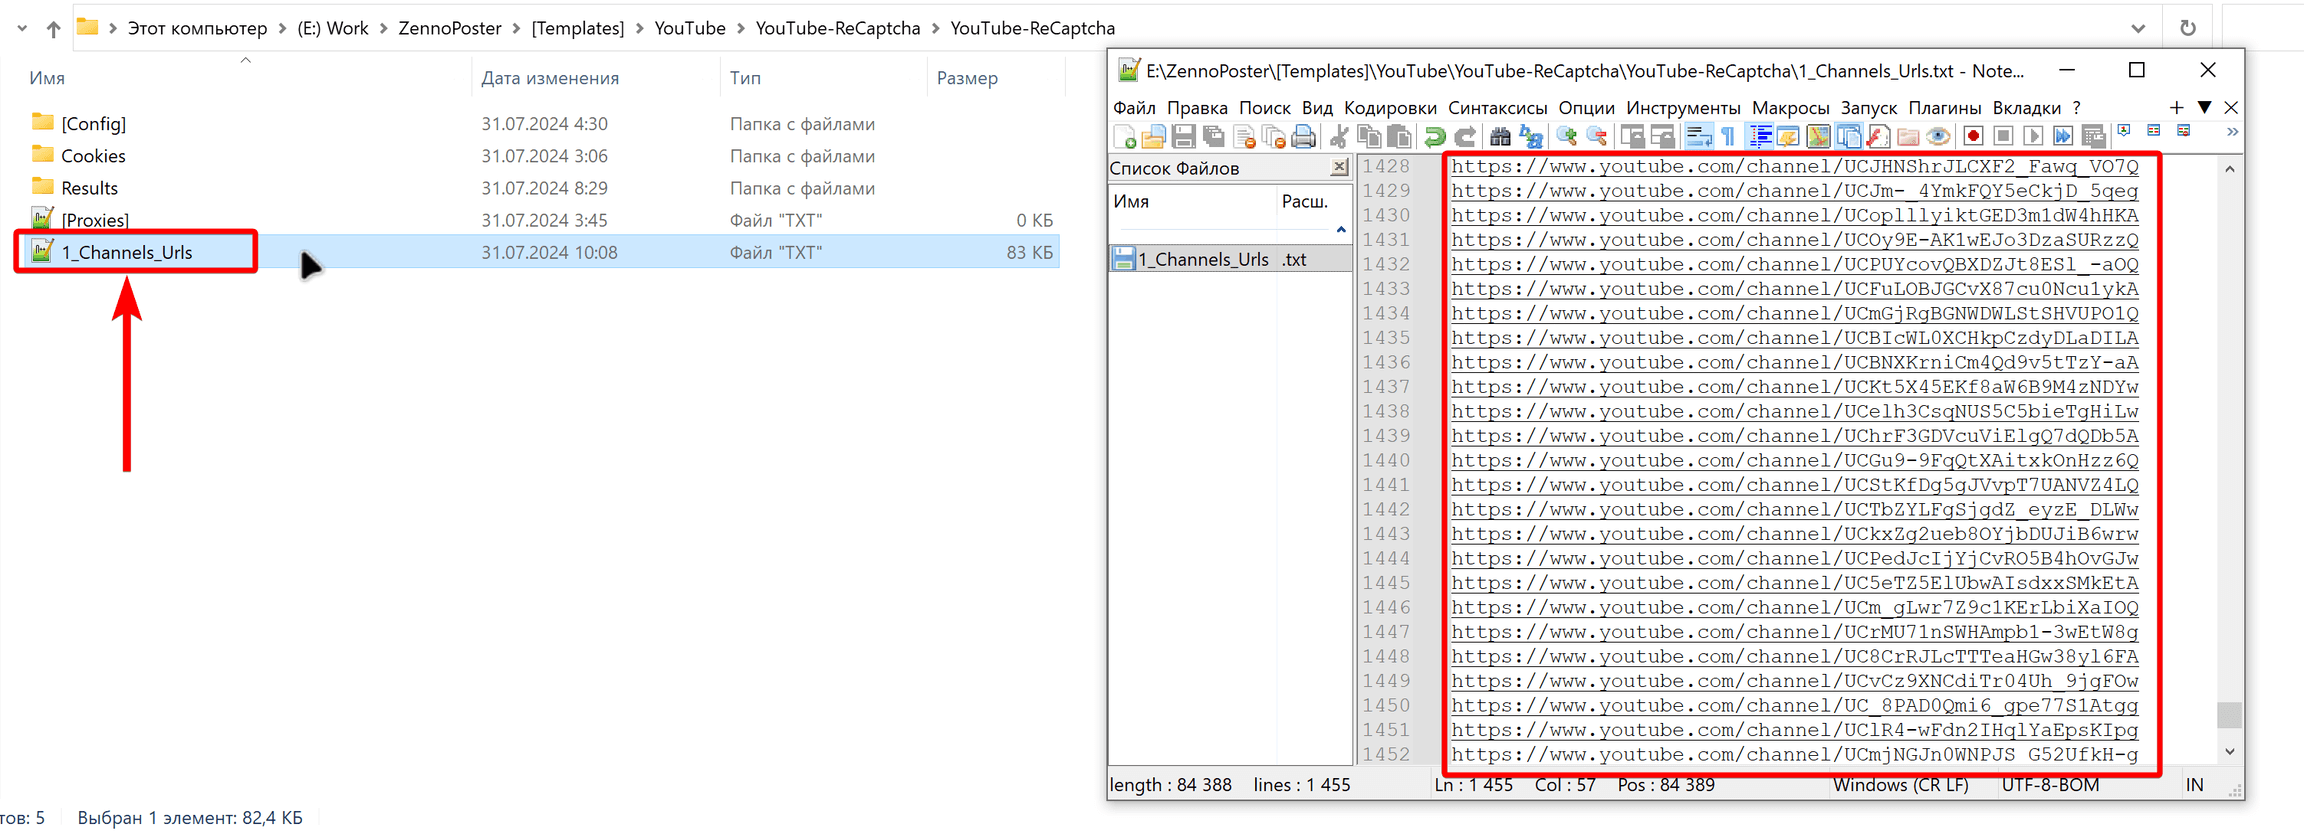 Этот компьютер > (E:) Work > ZennoPoster > [Templates] > YouTube > YouTube-ReCaptcha > YouTube-ReCaptcha
Имя Дата изменения Тип Размер
[Config] 31.07.2024 4:30 Папка с файлами
Cookies 31.07.2024 3:06 Папка с файлами
Results 31.07.2024 8:29 Папка с файлами
[Proxies] 31.07.2024 3:45 Файл "TXT" 0 КБ
1_Channels_Urls 31.07.2024 10:08 Файл "TXT" 83 КБ
тов: 5 Выбран 1 элемент: 82,4 КБ
E:\ZennoPoster\[Templates]\YouTube\YouTube-ReCaptcha\YouTube-ReCaptcha\1_Channels_Urls.txt - Note...
Файл Правка Поиск Вид Кодировки Синтаксисы Опции Инструменты Макросы Запуск Плагины Вкладки ?
Список Файлов
Имя Расш.
1_Channels_Urls .txt
1428 https://www.youtube.com/channel/UCJHNShrJLCXF2_Fawq_VO7Q
1429 https://www.youtube.com/channel/UCJm-_4YmkFQY5eCkjD_5qeg
1430 https://www.youtube.com/channel/UCoplllyiktGED3m1dW4hHKA
1431 https://www.youtube.com/channel/UCOy9E-AK1wEJo3DzaSURzzQ
1432 https://www.youtube.com/channel/UCPUYcovQBXDZJt8ESl_-aOQ
1433 https://www.youtube.com/channel/UCFuLOBJGCvX87cu0Ncu1ykA
1434 https://www.youtube.com/channel/UCmGjRgBGNWDWLStSHVUPO1Q
1435 https://www.youtube.com/channel/UCBIcWL0XCHkpCzdyDLaDILA
1436 https://www.youtube.com/channel/UCBNXKrniCm4Qd9v5tTzY-aA
1437 https://www.youtube.com/channel/UCKt5X45EKf8aW6B9M4zNDYw
1438 https://www.youtube.com/channel/UCelh3CsqNUS5C5bieTgHiLw
1439 https://www.youtube.com/channel/UChrF3GDVcuViElgQ7dQDb5A
1440 https://www.youtube.com/channel/UCGu9-9FqQtXAitxkOnHzz6Q
1441 https://www.youtube.com/channel/UCStKfDg5gJVvpT7UANVZ4LQ
1442 https://www.youtube.com/channel/UCTbZYLFgSjgdZ_eyzE_DLWw
1443 https://www.youtube.com/channel/UCkxZg2ueb8OYjbDUJiB6wrw
1444 https://www.youtube.com/channel/UCPedJcIjYjCvRO5B4hOvGJw
1445 https://www.youtube.com/channel/UC5eTZ5ElUbwAIsdxxSMkEtA
1446 https://www.youtube.com/channel/UCm_gLwr7Z9c1KErLbiXaIOQ
1447 https://www.youtube.com/channel/UCrMU71nSWHAmpb1-3wEtW8g
1448 https://www.youtube.com/channel/UC8CrRJLcTTTeaHGw38yl6FA
1449 https://www.youtube.com/channel/UCvCz9XNCdiTr04Uh_9jgFOw
1450 https://www.youtube.com/channel/UC_8PAD0Qmi6_gpe77S1Atgg
1451 https://www.youtube.com/channel/UClR4-wFdn2IHqlYaEpsKIpg
1452 https://www.youtube.com/channel/UCmjNGJn0WNPJS_G52UfkH-g
length : 84 388 lines : 1 455 Ln : 1 455 Col : 57 Pos : 84 389 Windows (CR LF) UTF-8-BOM IN